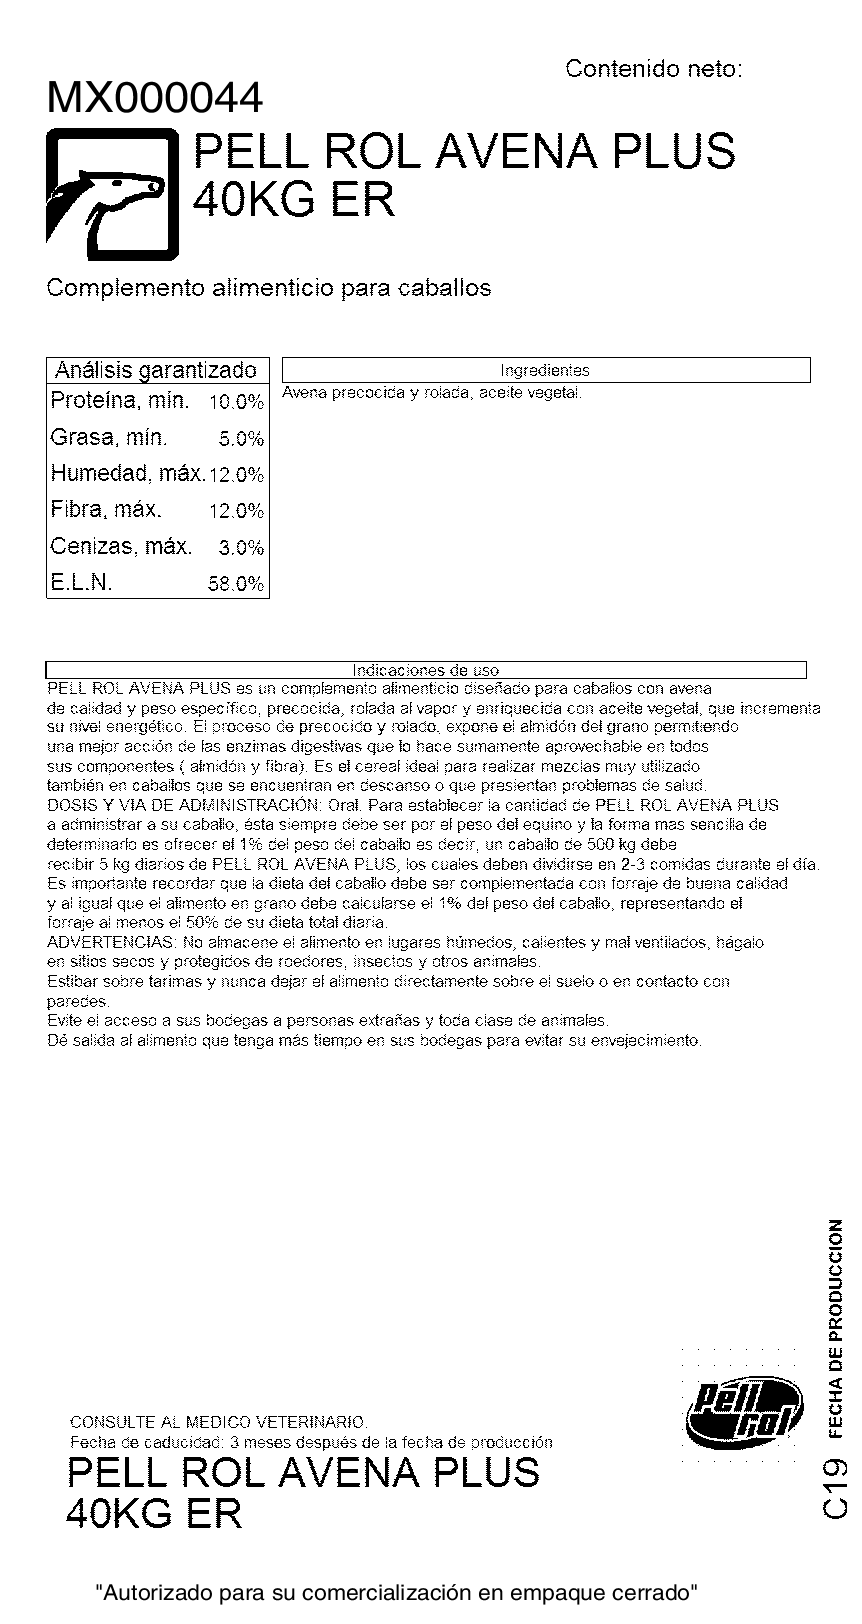 Contenido neto:
MX000044
PELL ROL AVENA PLUS
40KG ER
Complemento alimenticio para caballos
Análisis garantizado
Proteína, mín. 10.0%
Grasa, mín. 5.0%
Humedad, máx. 12.0%
Fibra, máx. 12.0%
Cenizas, máx. 3.0%
E.L.N. 58.0%
Ingredientes
Avena precocida y rolada, aceite vegetal.
Indicaciones de uso
PELL ROL AVENA PLUS es un complemento alimenticio diseñado para caballos con avena
de calidad y peso específico, precocida, rolada al vapor y enriquecida con aceite vegetal, que incrementa
su nivel energético. El proceso de precocido y rolado, expone el almidón del grano permitiendo
una mejor acción de las enzimas digestivas que lo hace sumamente aprovechable en todos
sus componentes ( almidón y fibra). Es el cereal ideal para realizar mezclas muy utilizado
también en caballos que se encuentran en descanso o que presientan problemas de salud.
DOSIS Y VIA DE ADMINISTRACIÓN: Oral. Para establecer la cantidad de PELL ROL AVENA PLUS
a administrar a su caballo, ésta siempre debe ser por el peso del equino y la forma mas sencilla de
determinarlo es ofrecer el 1% del peso del caballo es decir, un caballo de 500 kg debe
recibir 5 kg diarios de PELL ROL AVENA PLUS, los cuales deben dividirse en 2-3 comidas durante el día.
Es importante recordar que la dieta del caballo debe ser complementada con forraje de buena calidad
y al igual que el alimento en grano debe calcularse el 1% del peso del caballo, representando el
forraje al menos el 50% de su dieta total diaria.
ADVERTENCIAS: No almacene el alimento en lugares húmedos, calientes y mal ventilados, hágalo
en sitios secos y protegidos de roedores, insectos y otros animales.
Estibar sobre tarimas y nunca dejar el alimento directamente sobre el suelo o en contacto con
paredes.
Evite el acceso a sus bodegas a personas extrañas y toda clase de animales.
Dé salida al alimento que tenga más tiempo en sus bodegas para evitar su envejecimiento.
FECHA DE PRODUCCION
C19
Pell
Rol
CONSULTE AL MEDICO VETERINARIO.
Fecha de caducidad: 3 meses después de la fecha de producción
PELL ROL AVENA PLUS
40KG ER
"Autorizado para su comercialización en empaque cerrado"